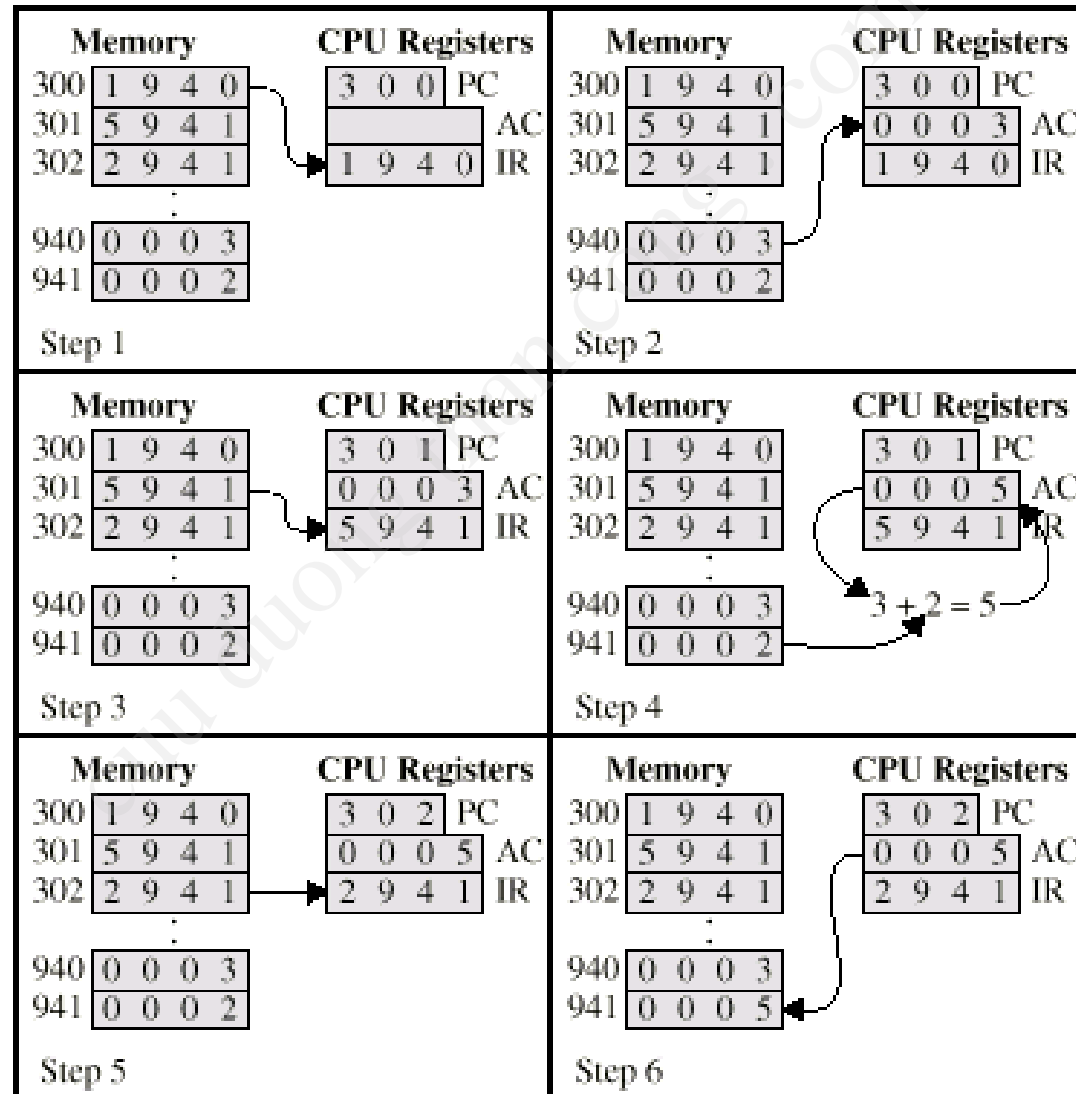 Memory CPU Registers
300 1 9 4 0 3 0 0 PC
301 5 9 4 1 AC
302 2 9 4 1 1 9 4 0 IR
940 0 0 0 3
941 0 0 0 2
Step 1
Memory CPU Registers
300 1 9 4 0 3 0 0 PC
301 5 9 4 1 0 0 0 3 AC
302 2 9 4 1 1 9 4 0 IR
940 0 0 0 3
941 0 0 0 2
Step 2
Memory CPU Registers
300 1 9 4 0 3 0 1 PC
301 5 9 4 1 0 0 0 3 AC
302 2 9 4 1 5 9 4 1 IR
940 0 0 0 3
941 0 0 0 2
Step 3
Memory CPU Registers
300 1 9 4 0 3 0 1 PC
301 5 9 4 1 0 0 0 5 AC
302 2 9 4 1 5 9 4 1 IR
940 0 0 0 3 3 + 2 = 5
941 0 0 0 2
Step 4
Memory CPU Registers
300 1 9 4 0 3 0 2 PC
301 5 9 4 1 0 0 0 5 AC
302 2 9 4 1 2 9 4 1 IR
940 0 0 0 3
941 0 0 0 2
Step 5
Memory CPU Registers
300 1 9 4 0 3 0 2 PC
301 5 9 4 1 0 0 0 5 AC
302 2 9 4 1 2 9 4 1 IR
940 0 0 0 3
941 0 0 0 5
Step 6
cuu duong than cong . com